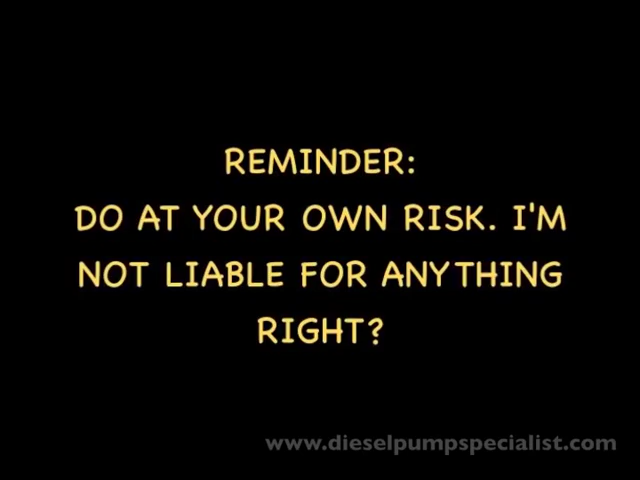 REMINDER:
DO AT YOUR OWN RISK. I'M
NOT LIABLE FOR ANYTHING
RIGHT?
www.dieselpumpspecialist.com